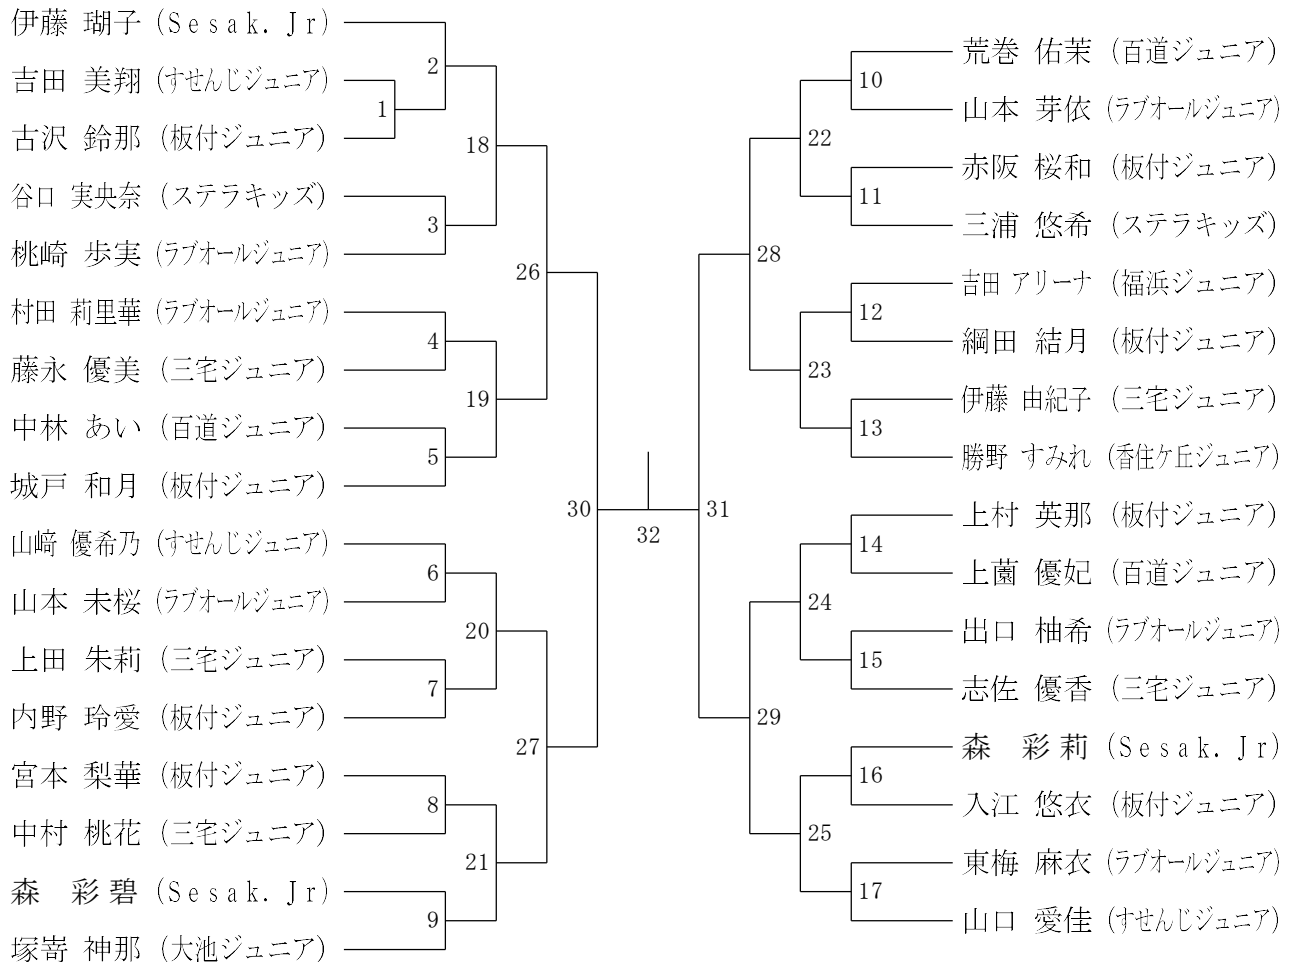 伊藤 瑚子 (Sesak. Jr)
吉田 美翔 (すせんじジュニア)
古沢 鈴那 (板付ジュニア)
谷口 実央奈 (ステラキッズ)
桃崎 歩実 (ラブオールジュニア)
村田 莉里華 (ラブオールジュニア)
藤永 優美 (三宅ジュニア)
中林 あい (百道ジュニア)
城戸 和月 (板付ジュニア)
山﨑 優希乃 (すせんじジュニア)
山本 未桜 (ラブオールジュニア)
上田 朱莉 (三宅ジュニア)
内野 玲愛 (板付ジュニア)
宮本 梨華 (板付ジュニア)
中村 桃花 (三宅ジュニア)
森 彩碧 (Sesak. Jr)
塚嵜 神那 (大池ジュニア)
1
2
3
4
5
6
7
8
9
18
19
20
21
26
27
30
32
31
28
29
22
23
24
25
10
11
12
13
14
15
16
17
荒巻 佑茉 (百道ジュニア)
山本 芽依 (ラブオールジュニア)
赤阪 桜和 (板付ジュニア)
三浦 悠希 (ステラキッズ)
吉田 アリーナ (福浜ジュニア)
綱田 結月 (板付ジュニア)
伊藤 由紀子 (三宅ジュニア)
勝野 すみれ (香住ケ丘ジュニア)
上村 英那 (板付ジュニア)
上薗 優妃 (百道ジュニア)
出口 柚希 (ラブオールジュニア)
志佐 優香 (三宅ジュニア)
森 彩莉 (Sesak. Jr)
入江 悠衣 (板付ジュニア)
東梅 麻衣 (ラブオールジュニア)
山口 愛佳 (すせんじジュニア)